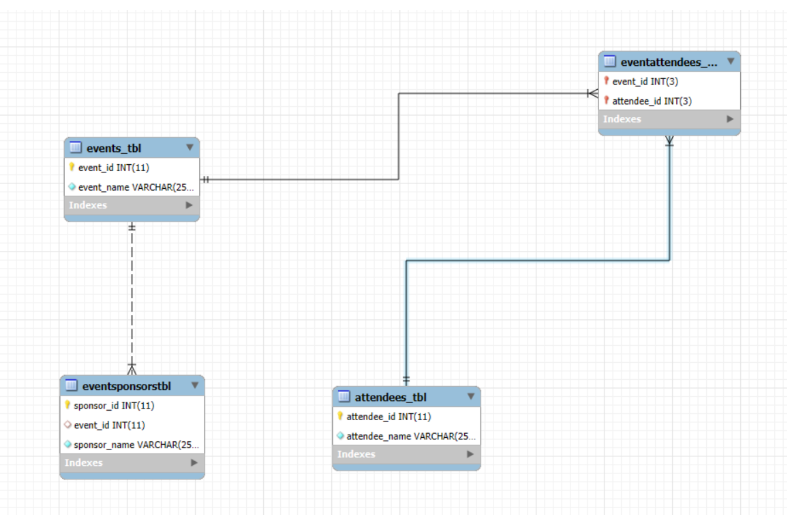 eventattendees_...
event_id INT(3)
attendee_id INT(3)
Indexes
events_tbl
event_id INT(11)
event_name VARCHAR(25...
Indexes
eventsponsorstbl
sponsor_id INT(11)
event_id INT(11)
sponsor_name VARCHAR(25...
Indexes
attendees_tbl
attendee_id INT(11)
attendee_name VARCHAR(25...
Indexes